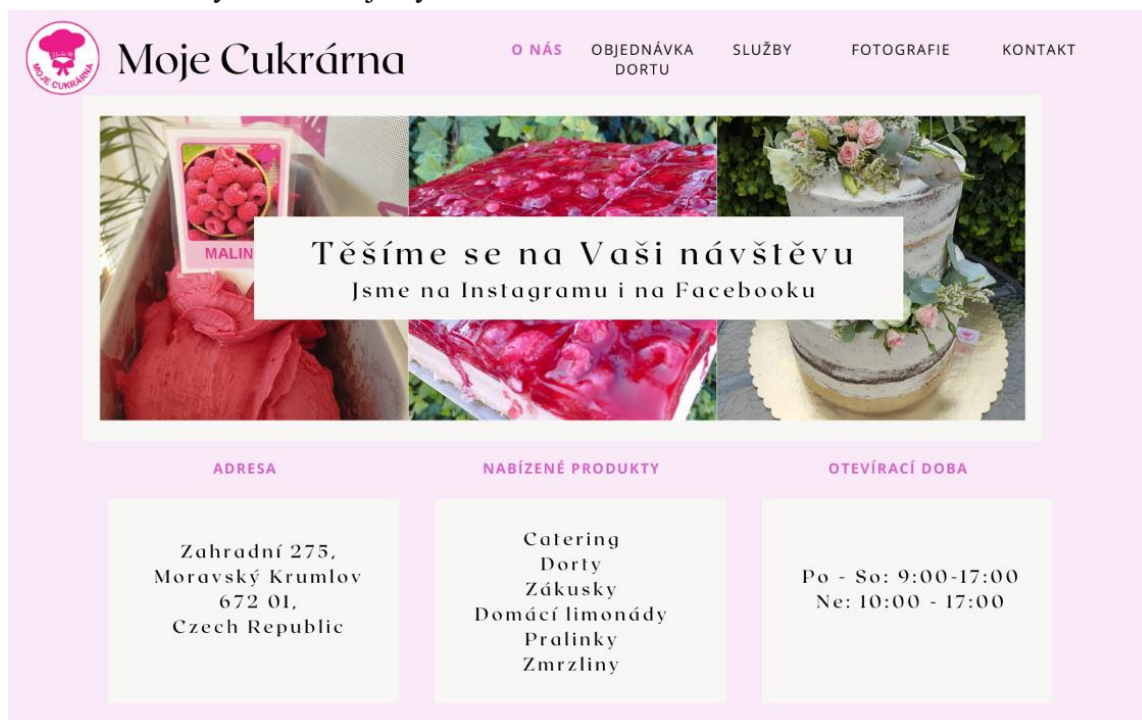 MOJE CUKRÁRNA
Moje Cukrárna
O NÁS
OBJEDNÁVKA
DORTU
SLUŽBY
FOTOGRAFIE
KONTAKT
MALIN
Těšíme se na Vaši návštěvu
Jsme na Instagramu i na Facebooku
ADRESA
Zahradní 275,
Moravský Krumlov
672 01,
Czech Republic
NABÍZENÉ PRODUKTY
Catering
Dorty
Zákusky
Domácí limonády
Pralinky
Zmrzliny
OTEVÍRACÍ DOBA
Po - So: 9:00-17:00
Ne: 10:00 - 17:00